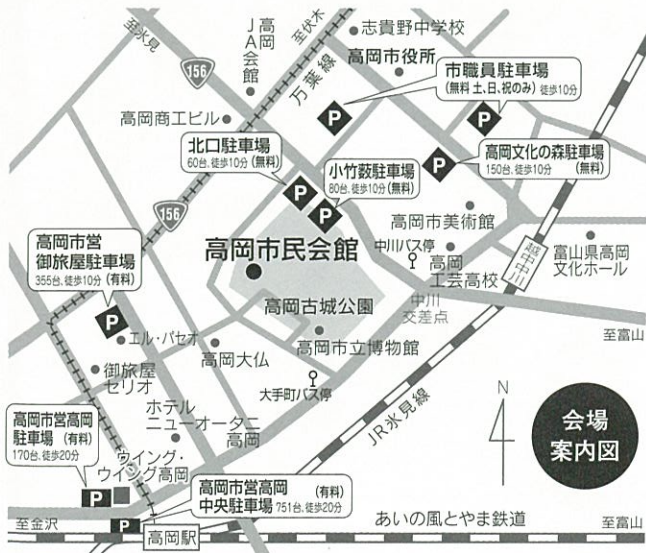 至氷見
156
高岡
JA会館
至伏木
万葉線
志貴野中学校
高岡市役所
市職員駐車場
(無料 土、日、祝のみ) 徒歩10分
P
P
高岡商工ビル
北口駐車場
60台、徒歩10分(無料)
P
小竹薮駐車場
80台、徒歩10分(無料)
P
高岡文化の森駐車場
150台、徒歩10分 (無料)
P
156
高岡市営
御旅屋駐車場
355台、徒歩10分(有料)
P
高岡市民会館
高岡市美術館
中川バス停
高岡
工芸高校
越中中川
富山県高岡
文化ホール
中川
交差点
至富山
高岡古城公園
エル・パセオ
高岡大仏
高岡市立博物館
御旅屋
セリオ
大手町バス停
ホテル
ニューオータニ
高岡
JR氷見線
N
会場
案内図
高岡市営高岡
駐車場 (有料)
170台、徒歩20分
P
ウイング・
ウイング高岡
高岡市営高岡 (有料)
中央駐車場 751台、徒歩20分
P
至金沢
高岡駅
あいの風とやま鉄道
至富山